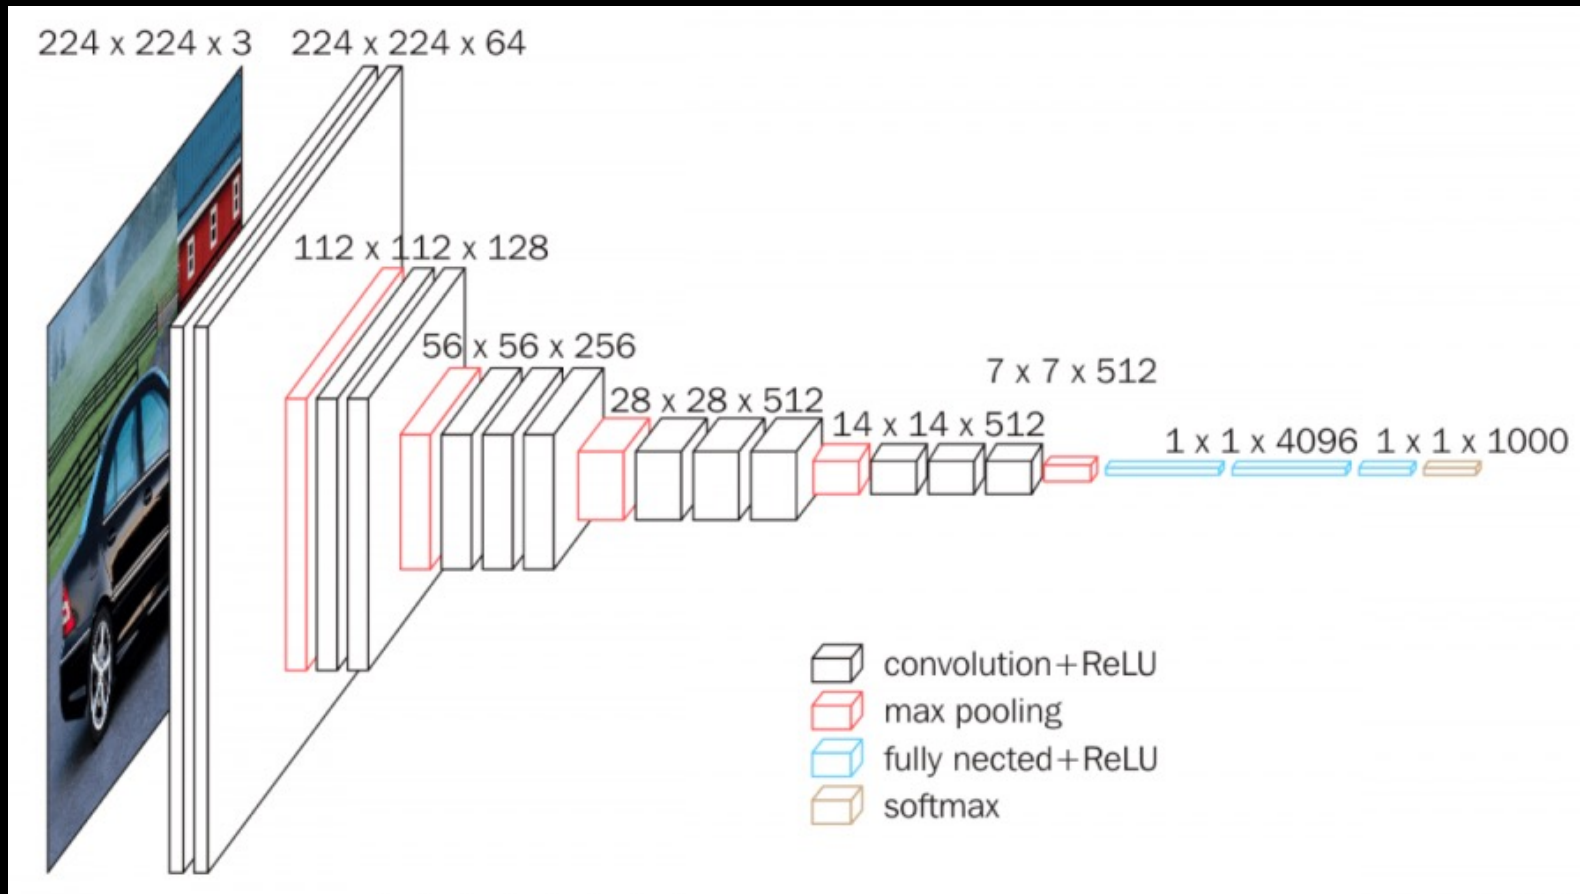 224 x 224 x 3
224 x 224 x 64
112 x 112 x 128
56 x 56 x 256
28 x 28 x 512
14 x 14 x 512
7 x 7 x 512
1 x 1 x 4096
1 x 1 x 1000
convolution+ReLU
max pooling
fully nected+ReLU
softmax